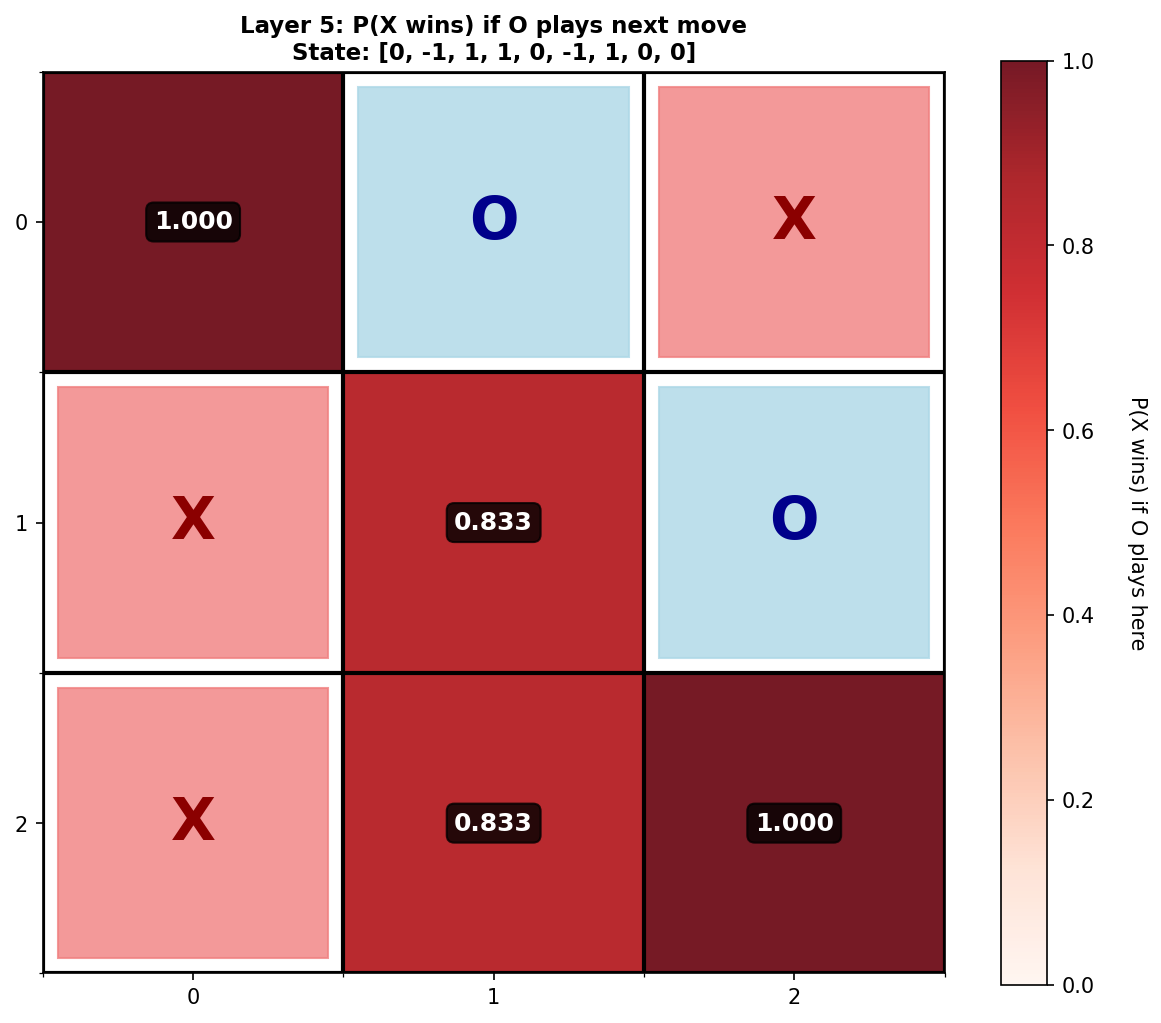 Layer 5: P(X wins) if O plays next move
State: [0, -1, 1, 1, 0, -1, 1, 0, 0]
1.0
0.8
0.6
0.4
0.2
0.0
P(X wins) if O plays here
0
1.000
O
X
1
X
0.833
O
2
X
0.833
1.000
0
1
2